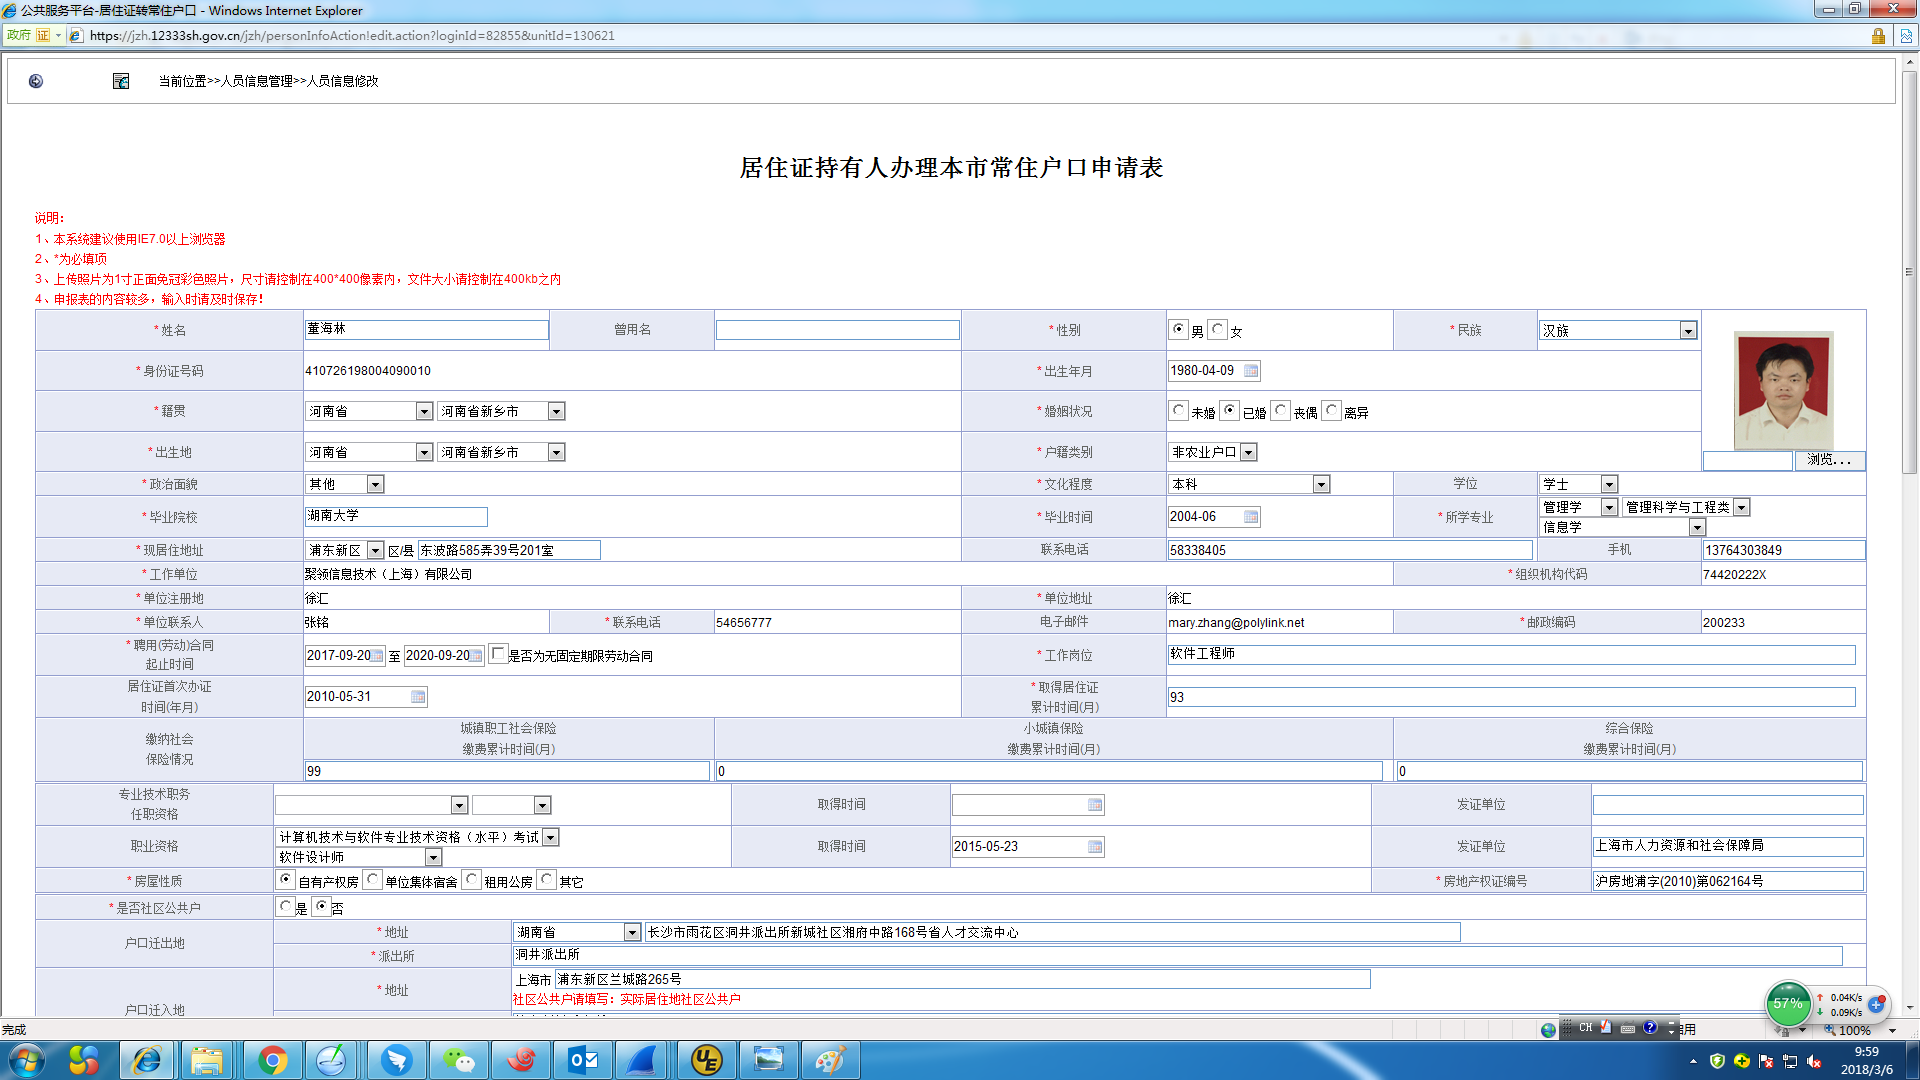 公共服务平台-居住证转常住户口 - Windows Internet Explorer
政府 证 https://jzh.12333sh.gov.cn/jzh/personInfoAction!edit.action?loginId=82855&unitId=130621
当前位置>>人员信息管理>>人员信息修改
居住证持有人办理本市常住户口申请表
说明：
1、本系统建议使用IE7.0以上浏览器
2、*为必填项
3、上传照片为1寸正面免冠彩色照片，尺寸请控制在400*400像素内，文件大小请控制在400kb之内
4、申报表的内容较多，输入时请及时保存！
*姓名 董海林 曾用名 *性别 男 女 *民族 汉族
*身份证号码 410726198004090010 *出生年月 1980-04-09
*籍贯 河南省 河南省新乡市 *婚姻状况 未婚 已婚 丧偶 离异
*出生地 河南省 河南省新乡市 *户籍类别 非农业户口 浏览...
*政治面貌 其他 *文化程度 本科 学位 学士
*毕业院校 湖南大学 *毕业时间 2004-06 *所学专业 管理学 管理科学与工程类
信息学
*现居住地址 浦东新区 区/县 东波路585弄39号201室 联系电话 58338405 手机 13764303849
*工作单位 聚领信息技术（上海）有限公司 *组织机构代码 74420222X
*单位注册地 徐汇 *单位地址 徐汇
*单位联系人 张铭 *联系电话 54656777 电子邮件 mary.zhang@polylink.net *邮政编码 200233
*聘用(劳动)合同
起止时间 2017-09-20 至 2020-09-20 是否为无固定期限劳动合同 *工作岗位 软件工程师
居住证首次办证
时间(年月) 2010-05-31 *取得居住证
累计时间(月) 93
缴纳社会
保险情况 城镇职工社会保险
缴费累计时间(月) 小城镇保险
缴费累计时间(月) 综合保险
缴费累计时间(月)
99 0 0
专业技术职务
任职资格 取得时间 发证单位
职业资格 计算机技术与软件专业技术资格（水平）考试
软件设计师 取得时间 2015-05-23 发证单位 上海市人力资源和社会保障局
*房屋性质 自有产权房 单位集体宿舍 租用公房 其它 *房地产权证编号 沪房地浦字(2010)第062164号
*是否社区公共户 是 否
户口迁出地 *地址 湖南省 长沙市雨花区洞井派出所新城社区湘府中路168号省人才交流中心
*派出所 洞井派出所
户口迁入地 *地址 上海市 浦东新区兰城路265号
社区公共户请填写：实际居住地社区公共户
57% 0.04K/s
0.09K/s
完成 CH 用 100%
9:59
2018/3/6